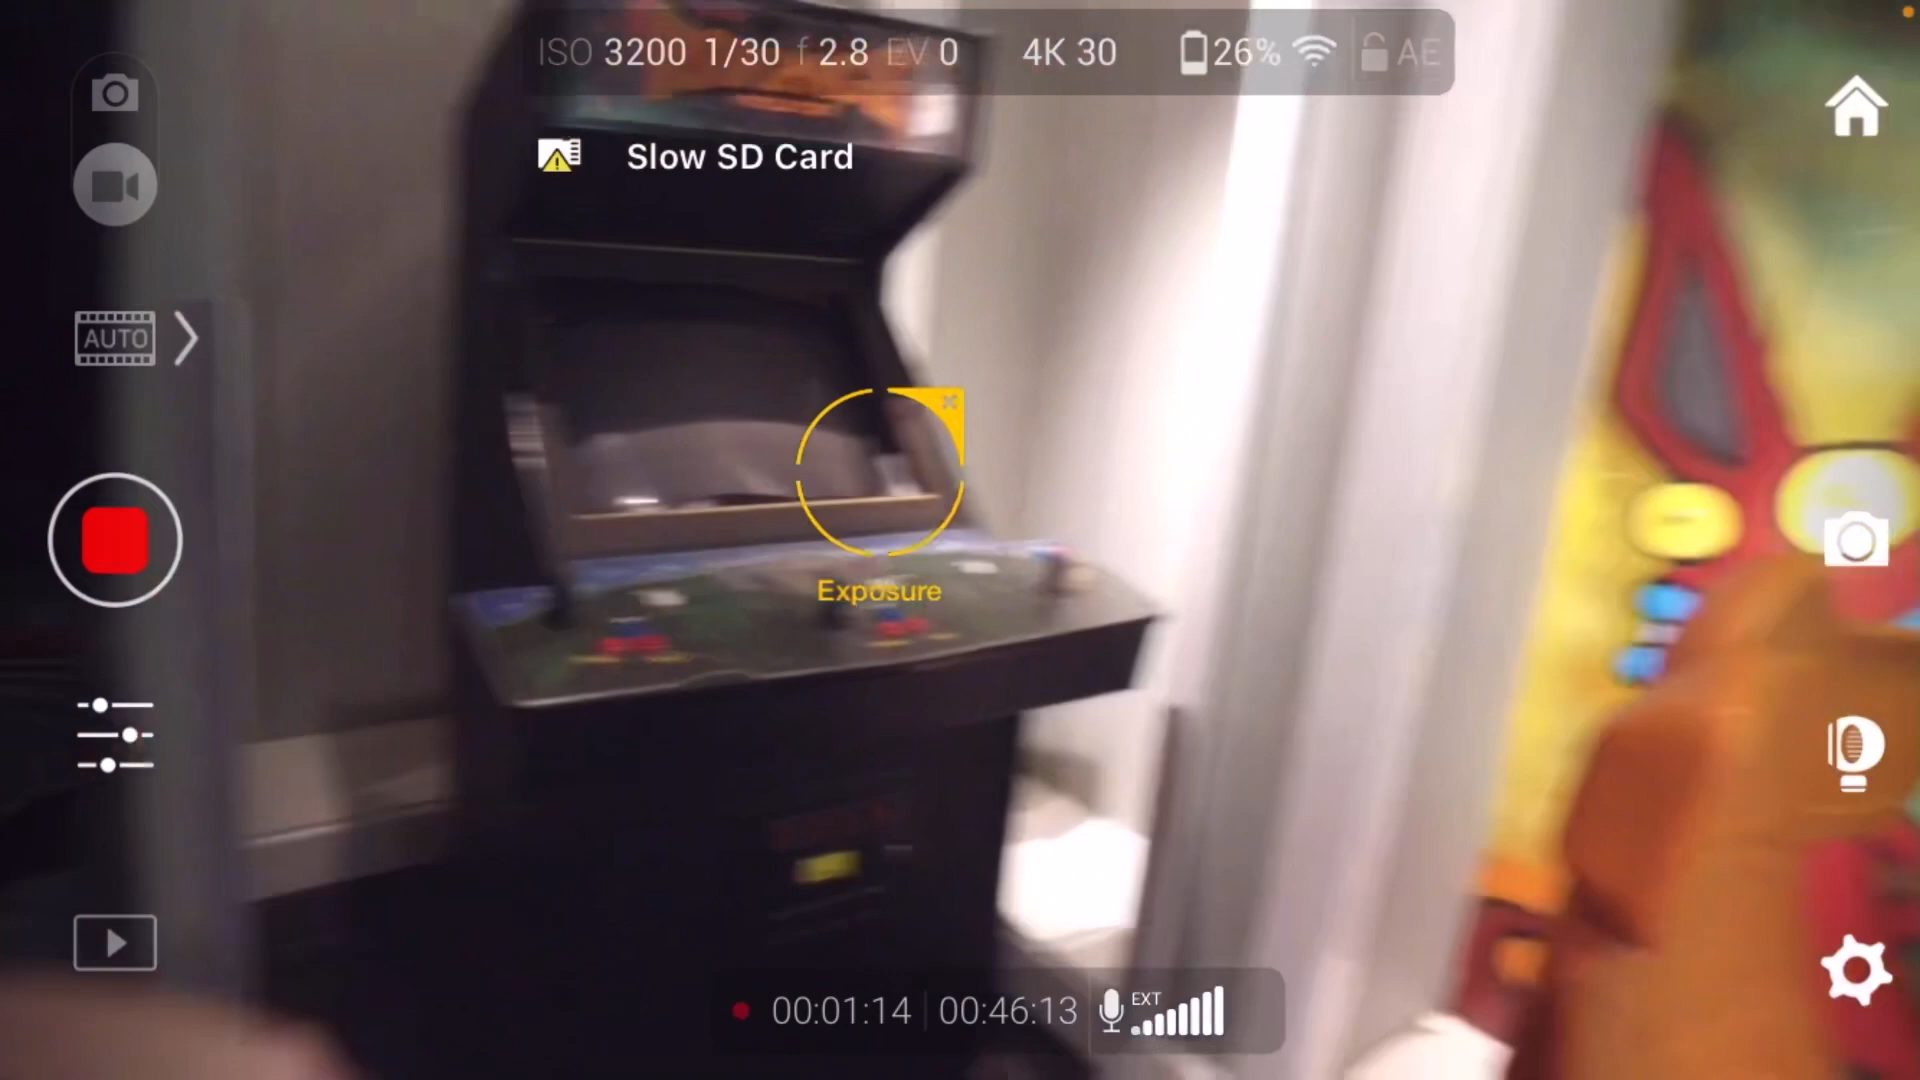 ISO 3200 1/30 f 2.8 EV 0 4K 30 26% AE
Slow SD Card
AUTO
Exposure
00:01:14 00:46:13 EXT